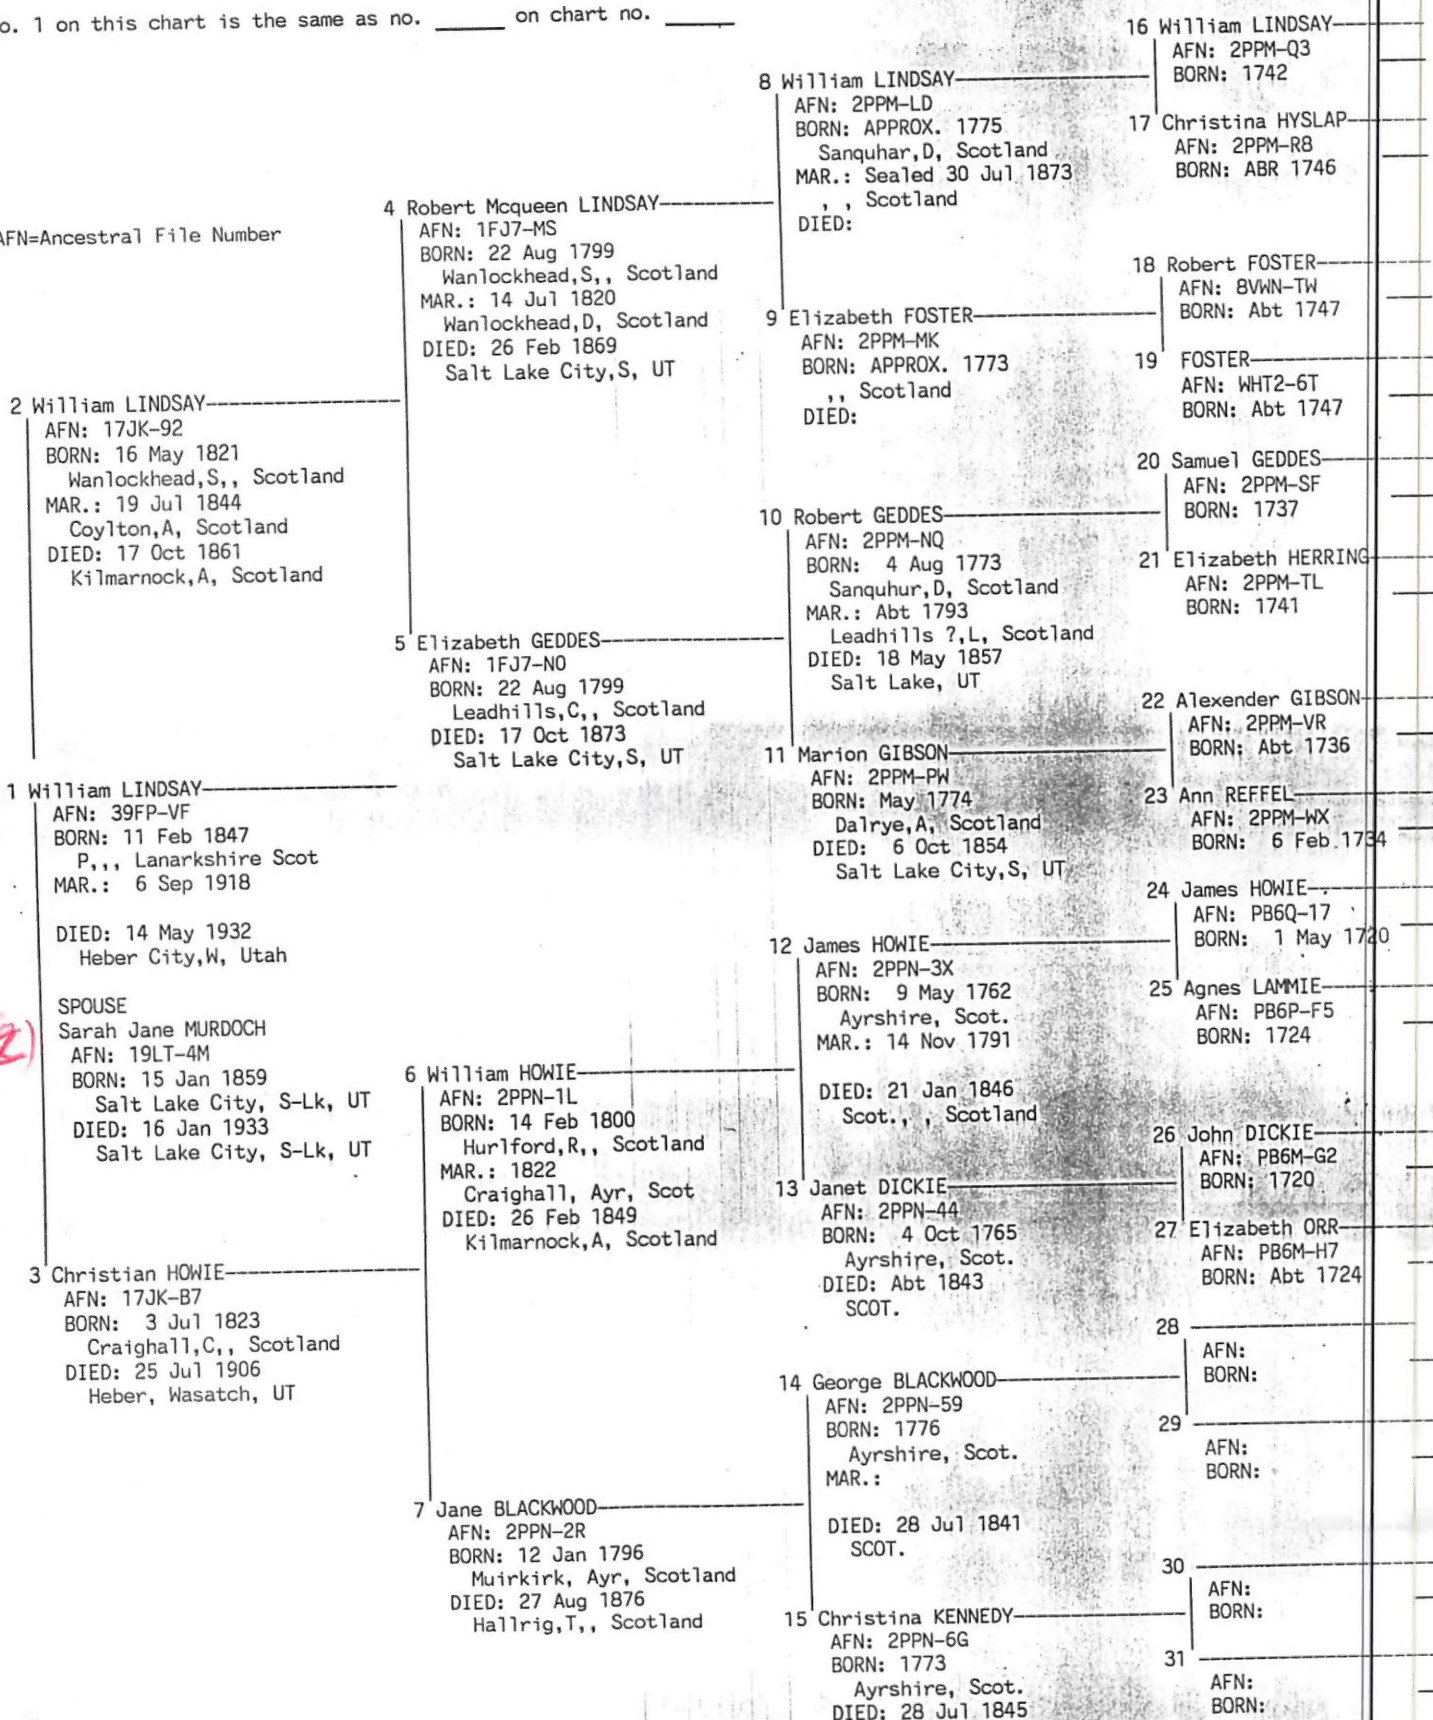 o. 1 on this chart is the same as no. _____ on chart no. _____
AFN=Ancestral File Number
1 William LINDSAY
AFN: 39FP-VF
BORN: 11 Feb 1847
P,,, Lanarkshire Scot
MAR.: 6 Sep 1918
DIED: 14 May 1932
Heber City,W, Utah
SPOUSE
Sarah Jane MURDOCH
AFN: 19LT-4M
BORN: 15 Jan 1859
Salt Lake City, S-Lk, UT
DIED: 16 Jan 1933
Salt Lake City, S-Lk, UT
2 William LINDSAY
AFN: 17JK-92
BORN: 16 May 1821
Wanlockhead,S,, Scotland
MAR.: 19 Jul 1844
Coylton,A, Scotland
DIED: 17 Oct 1861
Kilmarnock,A, Scotland
3 Christian HOWIE
AFN: 17JK-B7
BORN: 3 Jul 1823
Craighall,C,, Scotland
DIED: 25 Jul 1906
Heber, Wasatch, UT
4 Robert Mcqueen LINDSAY
AFN: 1FJ7-MS
BORN: 22 Aug 1799
Wanlockhead,S,, Scotland
MAR.: 14 Jul 1820
Wanlockhead,D, Scotland
DIED: 26 Feb 1869
Salt Lake City,S, UT
5 Elizabeth GEDDES
AFN: 1FJ7-N0
BORN: 22 Aug 1799
Leadhills,C,, Scotland
DIED: 17 Oct 1873
Salt Lake City,S, UT
6 William HOWIE
AFN: 2PPN-1L
BORN: 14 Feb 1800
Hurlford,R,, Scotland
MAR.: 1822
Craighall, Ayr, Scot
DIED: 26 Feb 1849
Kilmarnock,A, Scotland
7 Jane BLACKWOOD
AFN: 2PPN-2R
BORN: 12 Jan 1796
Muirkirk, Ayr, Scotland
DIED: 27 Aug 1876
Hallrig,T,, Scotland
8 William LINDSAY
AFN: 2PPM-LD
BORN: APPROX. 1775
Sanquhar,D, Scotland
MAR.: Sealed 30 Jul 1873
, , Scotland
DIED:
9 Elizabeth FOSTER
AFN: 2PPM-MK
BORN: APPROX. 1773
,, Scotland
DIED:
10 Robert GEDDES
AFN: 2PPM-NQ
BORN: 4 Aug 1773
Sanquhur,D, Scotland
MAR.: Abt 1793
Leadhills ?,L, Scotland
DIED: 18 May 1857
Salt Lake, UT
11 Marion GIBSON
AFN: 2PPM-PW
BORN: May 1774
Dalrye,A, Scotland
DIED: 6 Oct 1854
Salt Lake City,S, UT
12 James HOWIE
AFN: 2PPN-3X
BORN: 9 May 1762
Ayrshire, Scot.
MAR.: 14 Nov 1791
DIED: 21 Jan 1846
Scot., , Scotland
13 Janet DICKIE
AFN: 2PPN-44
BORN: 4 Oct 1765
Ayrshire, Scot.
DIED: Abt 1843
SCOT.
14 George BLACKWOOD
AFN: 2PPN-59
BORN: 1776
Ayrshire, Scot.
MAR.:
DIED: 28 Jul 1841
SCOT.
15 Christina KENNEDY
AFN: 2PPN-6G
BORN: 1773
Ayrshire, Scot.
DIED: 28 Jul 1845
16 William LINDSAY
AFN: 2PPM-Q3
BORN: 1742
17 Christina HYSLAP
AFN: 2PPM-R8
BORN: ABR 1746
18 Robert FOSTER
AFN: 8VWN-TW
BORN: Abt 1747
19 FOSTER
AFN: WHT2-6T
BORN: Abt 1747
20 Samuel GEDDES
AFN: 2PPM-SF
BORN: 1737
21 Elizabeth HERRING
AFN: 2PPM-TL
BORN: 1741
22 Alexender GIBSON
AFN: 2PPM-VR
BORN: Abt 1736
23 Ann REFFEL
AFN: 2PPM-WX
BORN: 6 Feb 1734
24 James HOWIE
AFN: PB6Q-17
BORN: 1 May 1720
25 Agnes LAMMIE
AFN: PB6P-F5
BORN: 1724
26 John DICKIE
AFN: PB6M-G2
BORN: 1720
27 Elizabeth ORR
AFN: PB6M-H7
BORN: Abt 1724
28
AFN:
BORN:
29
AFN:
BORN:
30
AFN:
BORN:
31
AFN:
BORN: